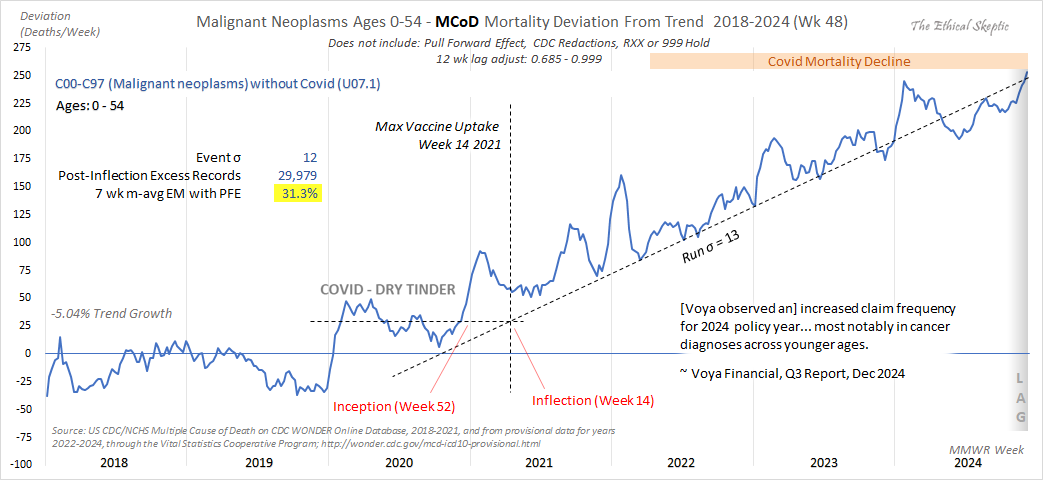 Deviation
(Deaths/Week)
Malignant Neoplasms Ages 0-54 - MCoD Mortality Deviation From Trend 2018-2024 (Wk 48)
The Ethical Skeptic
Does not include: Pull Forward Effect, CDC Redactions, RXX or 999 Hold
12 wk lag adjust: 0.685 - 0.999
Covid Mortality Decline
C00-C97 (Malignant neoplasms) without Covid (U07.1)
Ages: 0 - 54
Max Vaccine Uptake
Week 14 2021
Event σ 12
Post-Inflection Excess Records 29,979
7 wk m-avg EM with PFE 31.3%
275
250
225
200
175
150
125
100
75
50
25
0
-25
-50
-75
-100
COVID - DRY TINDER
-5.04% Trend Growth
Run σ = 13
[Voya observed an] increased claim frequency
for 2024 policy year... most notably in cancer
diagnoses across younger ages.
~ Voya Financial, Q3 Report, Dec 2024
Inception (Week 52)
Inflection (Week 14)
L
A
G
Source: US CDC/NCHS Multiple Cause of Death on CDC WONDER Online Database, 2018-2021, and from provisional data for years
2022-2024, through the Vital Statistics Cooperative Program; http://wonder.cdc.gov/mcd-icd10-provisional.html
MMWR Week
2018 2019 2020 2021 2022 2023 2024